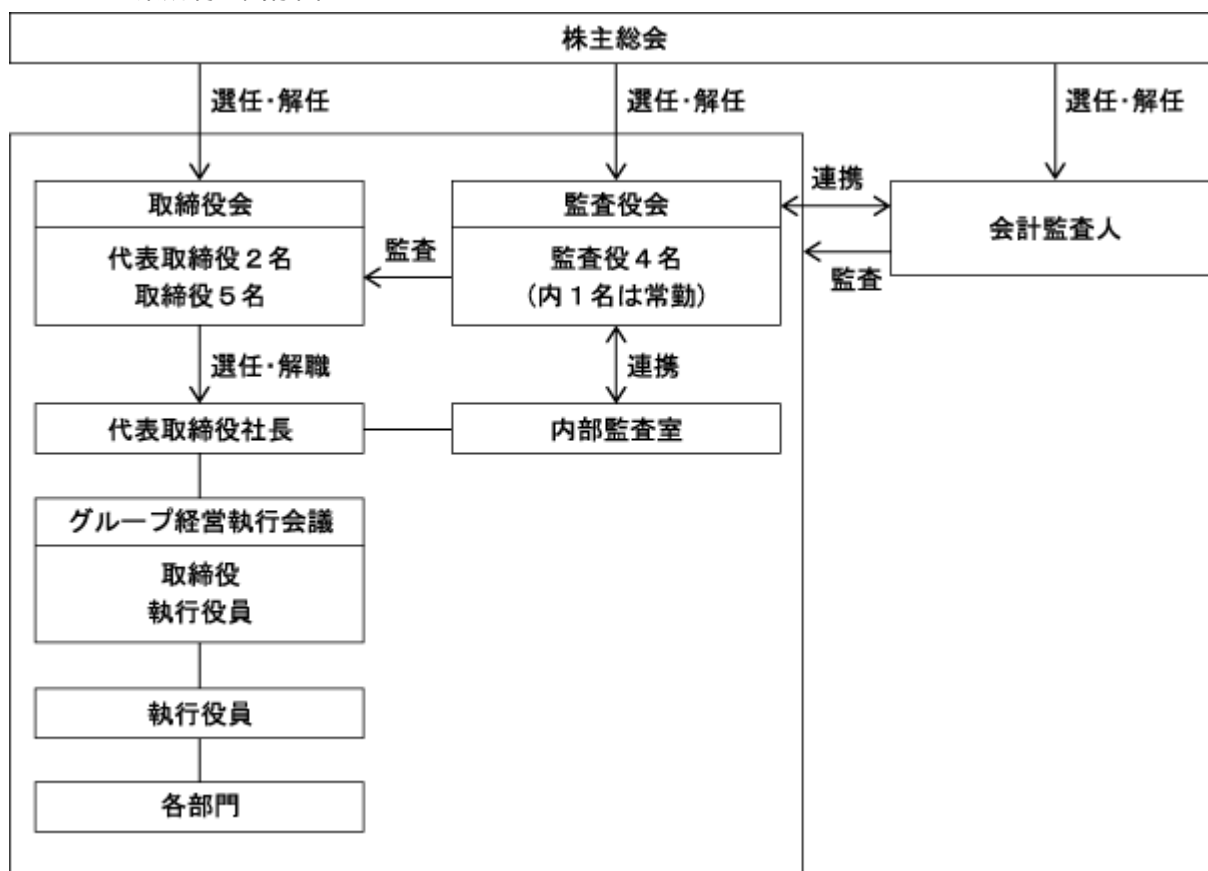 株主総会
選任・解任
選任・解任
選任・解任
取締役会
代表取締役２名
取締役５名
監査
監査役会
監査役４名
（内１名は常勤）
連携
監査
会計監査人
選任・解職
連携
代表取締役社長
内部監査室
グループ経営執行会議
取締役
執行役員
執行役員
各部門